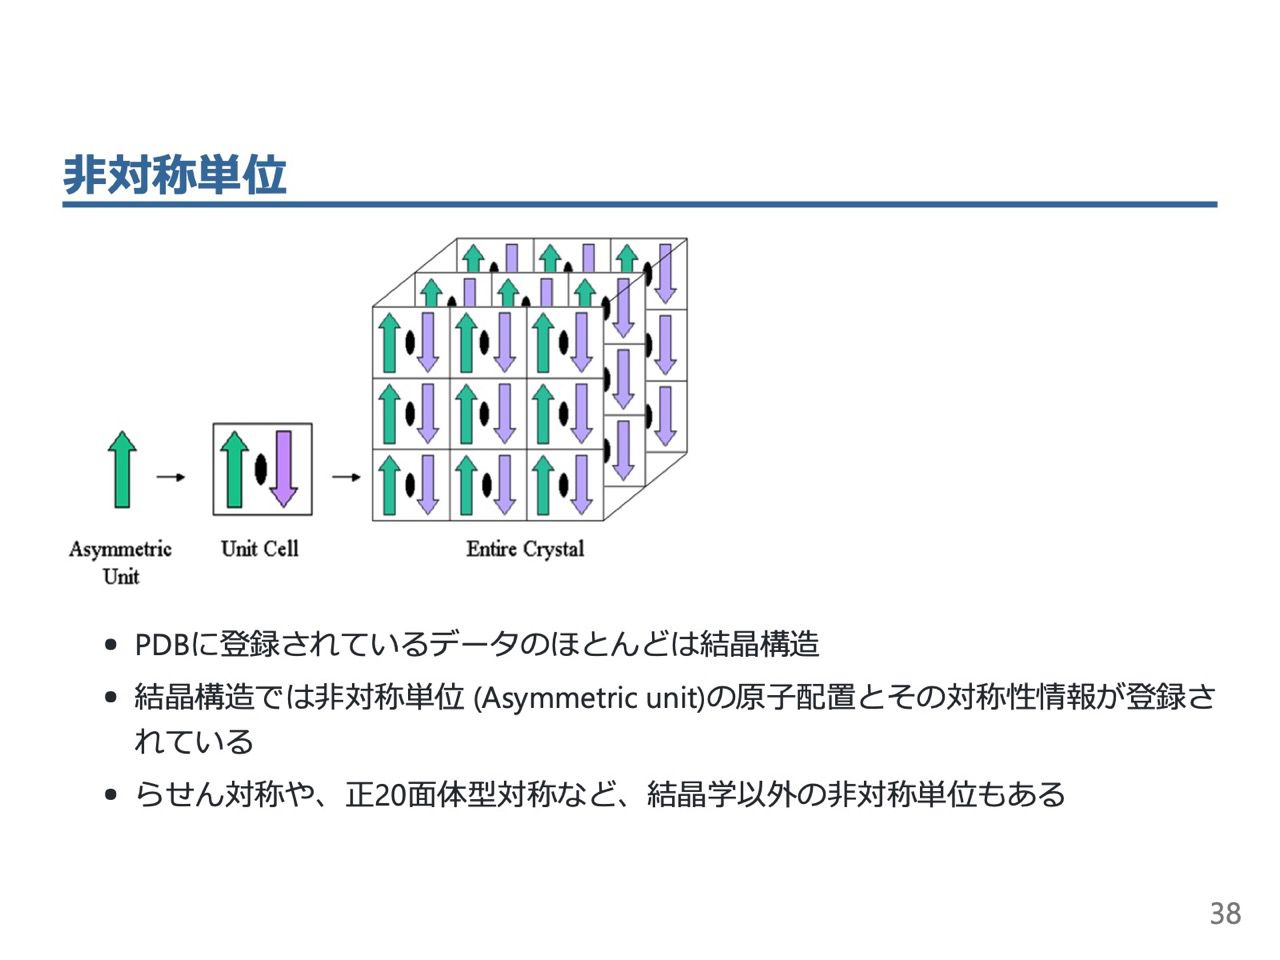 非対称単位
Asymmetric
Unit
Unit Cell
Entire Crystal
• PDBに登録されているデータのほとんどは結晶構造
• 結晶構造では非対称単位 (Asymmetric unit)の原子配置とその対称性情報が登録さ
れている
• らせん対称や、正20面体型対称など、結晶学以外の非対称単位もある
38